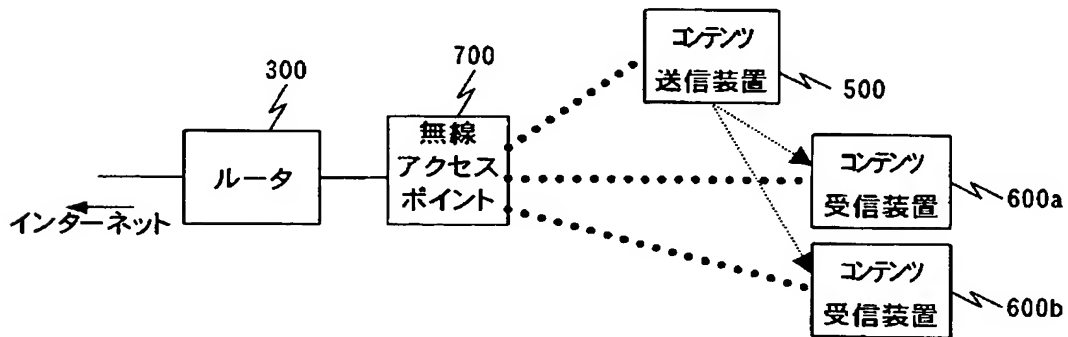 300
ルータ
インターネット
700
無線
アクセス
ポイント
コンテンツ
送信装置
500
コンテンツ
受信装置
600a
コンテンツ
受信装置
600b